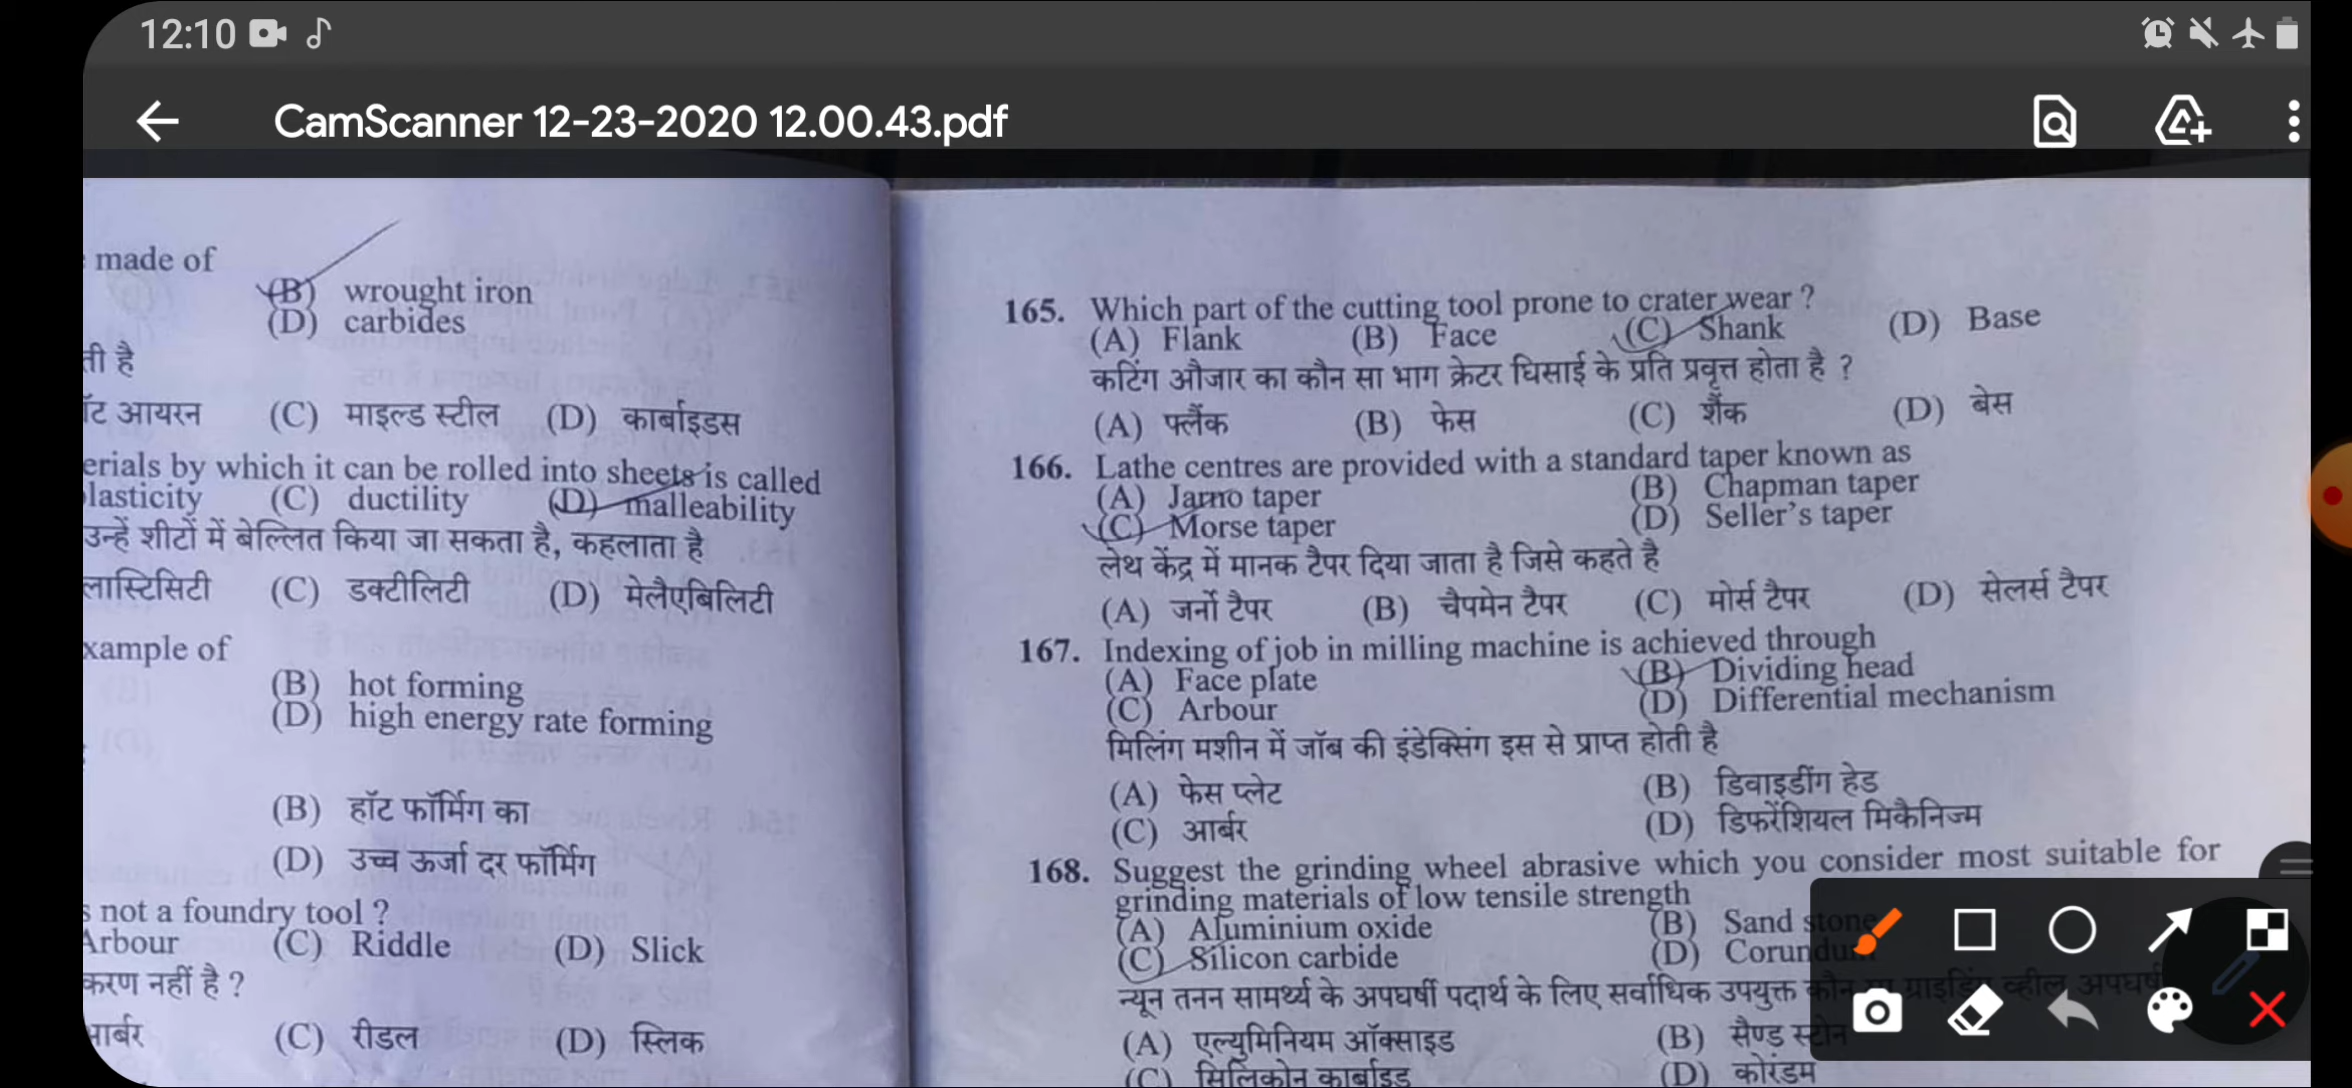 12:10
CamScanner 12-23-2020 12.00.43.pdf
made of
(B) wrought iron
(D) carbides
ती है
आयरन (C) माइल्ड स्टील (D) कार्बाइडस
erials by which it can be rolled into sheets is called
lasticity (C) ductility (D) malleability
उन्हें शीटों में बेल्लित किया जा सकता है, कहलाता है
लास्टिसिटी (C) डक्टीलिटी (D) मेलैएबिलिटी
xample of
(B) hot forming
(D) high energy rate forming
(B) हॉट फॉर्मिंग का
(D) उच्च ऊर्जा दर फॉर्मिंग
s not a foundry tool ?
Arbour (C) Riddle (D) Slick
करण नहीं है ?
आर्बर (C) रीडल (D) स्लिक
165. Which part of the cutting tool prone to crater wear ?
(A) Flank (B) Face (C) Shank (D) Base
कटिंग औजार का कौन सा भाग क्रेटर घिसाई के प्रति प्रवृत्त होता है ?
(A) फ्लैंक (B) फेस (C) शैंक (D) बेस
166. Lathe centres are provided with a standard taper known as
(A) Jarno taper (B) Chapman taper
(C) Morse taper (D) Seller's taper
लेथ केंद्र में मानक टैपर दिया जाता है जिसे कहते है
(A) जर्नो टैपर (B) चैपमेन टैपर (C) मोर्स टैपर (D) सेलर्स टैपर
167. Indexing of job in milling machine is achieved through
(A) Face plate (B) Dividing head
(C) Arbour (D) Differential mechanism
मिलिंग मशीन में जॉब की इंडेक्सिंग इस से प्राप्त होती है
(A) फेस प्लेट (B) डिवाइडींग हेड
(C) आर्बर (D) डिफरेंशियल मिकैनिज्म
168. Suggest the grinding wheel abrasive which you consider most suitable for
grinding materials of low tensile strength
(A) Aluminium oxide (B) Sand stone
(C) Silicon carbide (D) Corundu
न्यून तनन सामर्थ्य के अपघर्षी पदार्थ के लिए सर्वाधिक उपयुक्त कौन सा ग्राइडिंग व्हील अपघर्षी
(A) एल्युमिनियम ऑक्साइड (B) सैण्ड स्टोन
(C) सिलिकोन कार्बाइड (D) कोरंडम